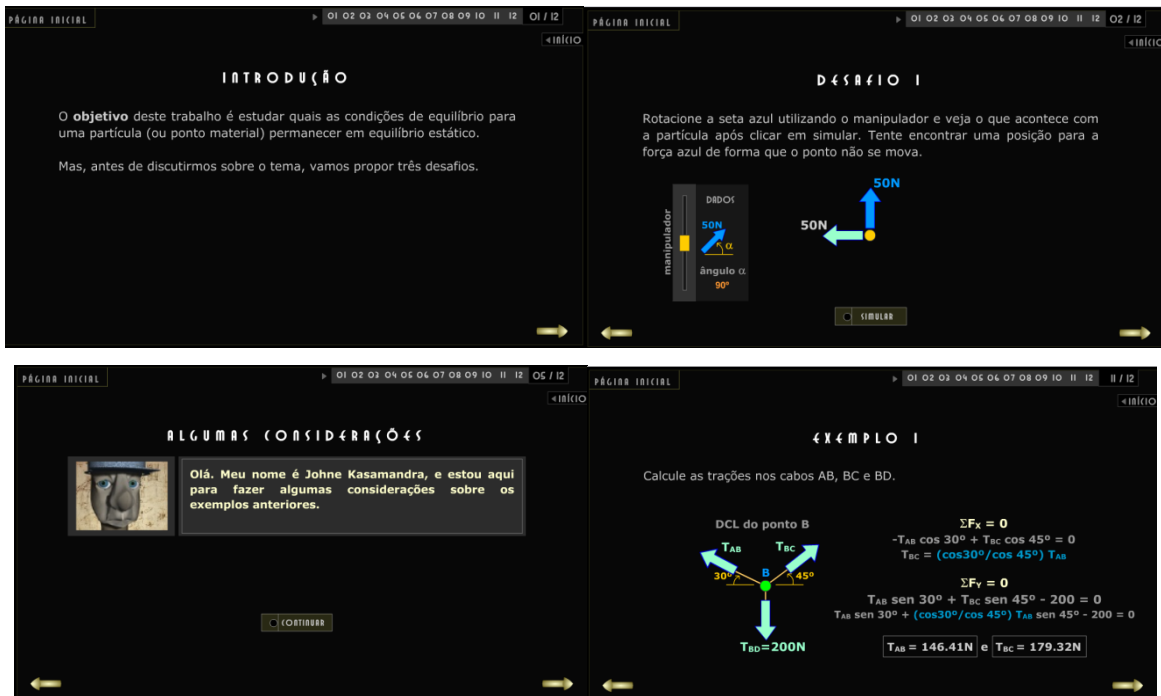 PÁGINA INICIAL
01 02 03 04 05 06 07 08 09 10 11 12 01 / 12
INÍCIO
INTRODUÇÃO
O objetivo deste trabalho é estudar quais as condições de equilíbrio para
uma partícula (ou ponto material) permanecer em equilíbrio estático.
Mas, antes de discutirmos sobre o tema, vamos propor três desafios.
PÁGINA INICIAL
01 02 03 04 05 06 07 08 09 10 11 12 02 / 12
INÍCIO
DESAFIO 1
Rotacione a seta azul utilizando o manipulador e veja o que acontece com
a partícula após clicar em simular. Tente encontrar uma posição para a
força azul de forma que o ponto não se mova.
manipulador
DADOS
50N
α
ângulo α
90º
50N
50N
SIMULAR
PÁGINA INICIAL
01 02 03 04 05 06 07 08 09 10 11 12 05 / 12
INÍCIO
ALGUMAS CONSIDERAÇÕES
Olá. Meu nome é Johne Kasamandra, e estou aqui
para fazer algumas considerações sobre os
exemplos anteriores.
CONTINUAR
PÁGINA INICIAL
01 02 03 04 05 06 07 08 09 10 11 12 11 / 12
INÍCIO
EXEMPLO 1
Calcule as trações nos cabos AB, BC e BD.
DCL do ponto B
TAB
TBC
30º
B
45º
TBD=200N
ΣFX = 0
-TAB cos 30º + TBC cos 45º = 0
TBC = (cos30º/cos 45º) TAB
ΣFY = 0
TAB sen 30º + TBC sen 45º - 200 = 0
TAB sen 30º + (cos30º/cos 45º) TAB sen 45º - 200 = 0
TAB = 146.41N e TBC = 179.32N